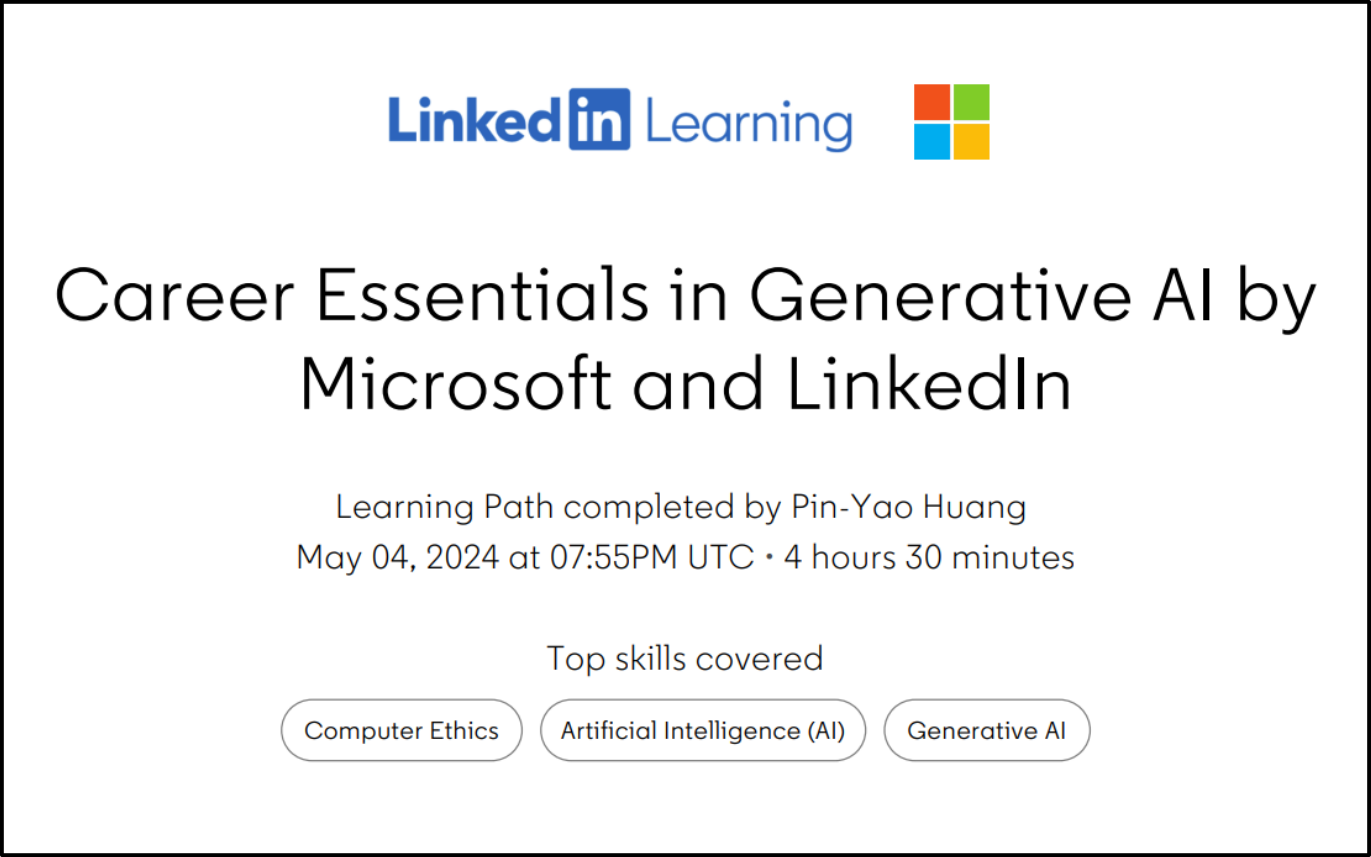 LinkedIn Learning
Career Essentials in Generative AI by
Microsoft and LinkedIn
Learning Path completed by Pin-Yao Huang
May 04, 2024 at 07:55PM UTC • 4 hours 30 minutes
Top skills covered
Computer Ethics Artificial Intelligence (AI) Generative AI